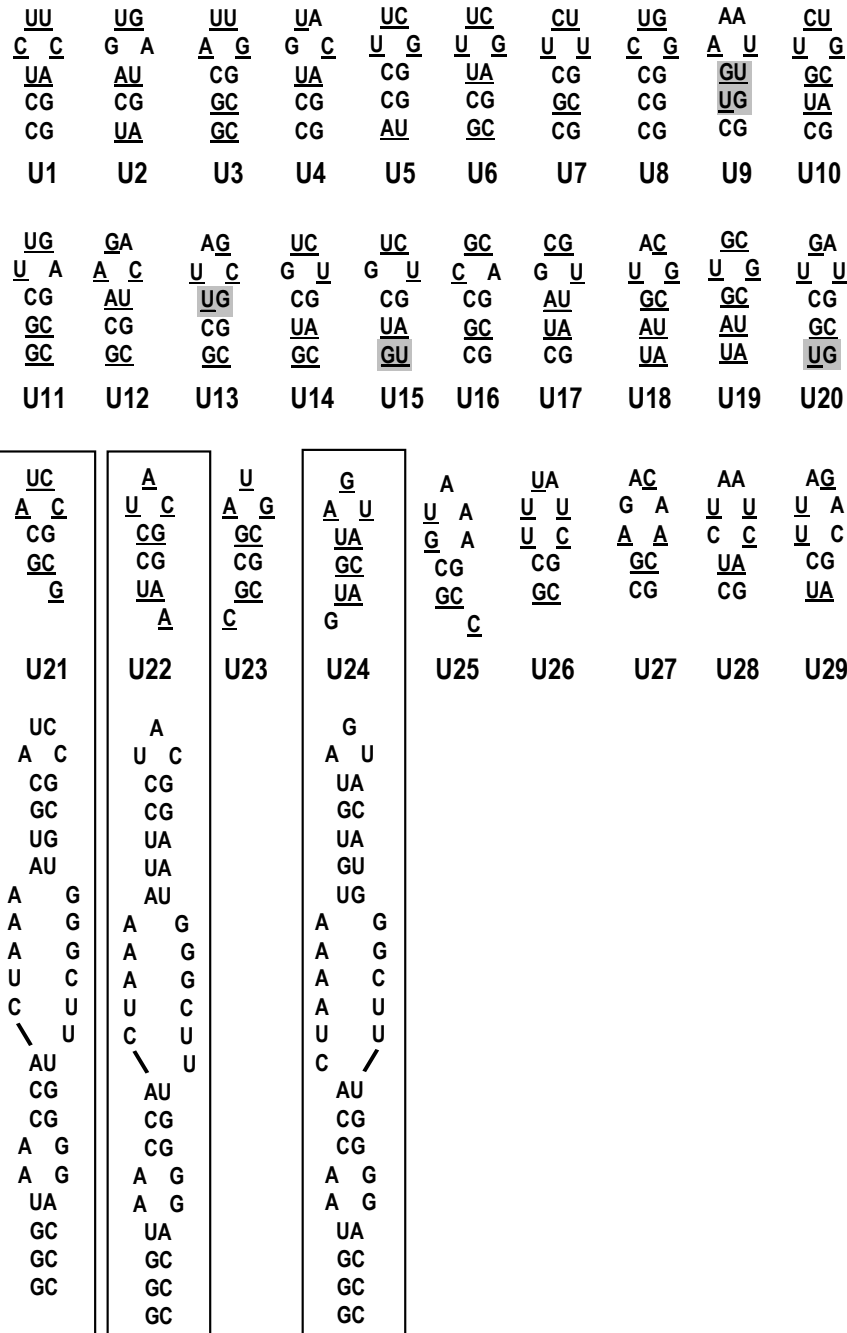 UU UG UU UA UC UC CU UG AA CU
C C G A A G G C U G U G U U C G A U U G
UA AU CG UA CG UA CG CG GU GC
CG CG GC CG CG CG GC CG UG UA
CG UA GC CG AU GC CG CG CG CG
U1 U2 U3 U4 U5 U6 U7 U8 U9 U10
UG GA AG UC UC GC CG AC GC GA
U A A C U C G U G U C A G U U G U G U U
CG AU UG CG CG CG AU GC GC CG
GC CG CG UA UA GC UA AU AU GC
GC GC GC GC GU CG CG UA UA UG
U11 U12 U13 U14 U15 U16 U17 U18 U19 U20
UC A U G A UA AC AA AG
A C U C A G A U U A U U G A U U U A
CG CG GC UA G A U C A A C C U C
GC CG CG GC CG CG GC UA CG
G UA GC UA GC GC CG CG UA
A C G C
U21 U22 U23 U24 U25 U26 U27 U28 U29
UC A G
A C U C A U
CG CG UA
GC CG GC
UG UA UA
AU UA GU
A G AU UG
A G A G A G
A G A G A G
U C A G A C
C U U C A U
U C U U U
AU U C
CG AU AU
CG CG CG
A G CG CG
A G A G A G
UA A G A G
GC UA UA
GC GC GC
GC GC GC
GC GC